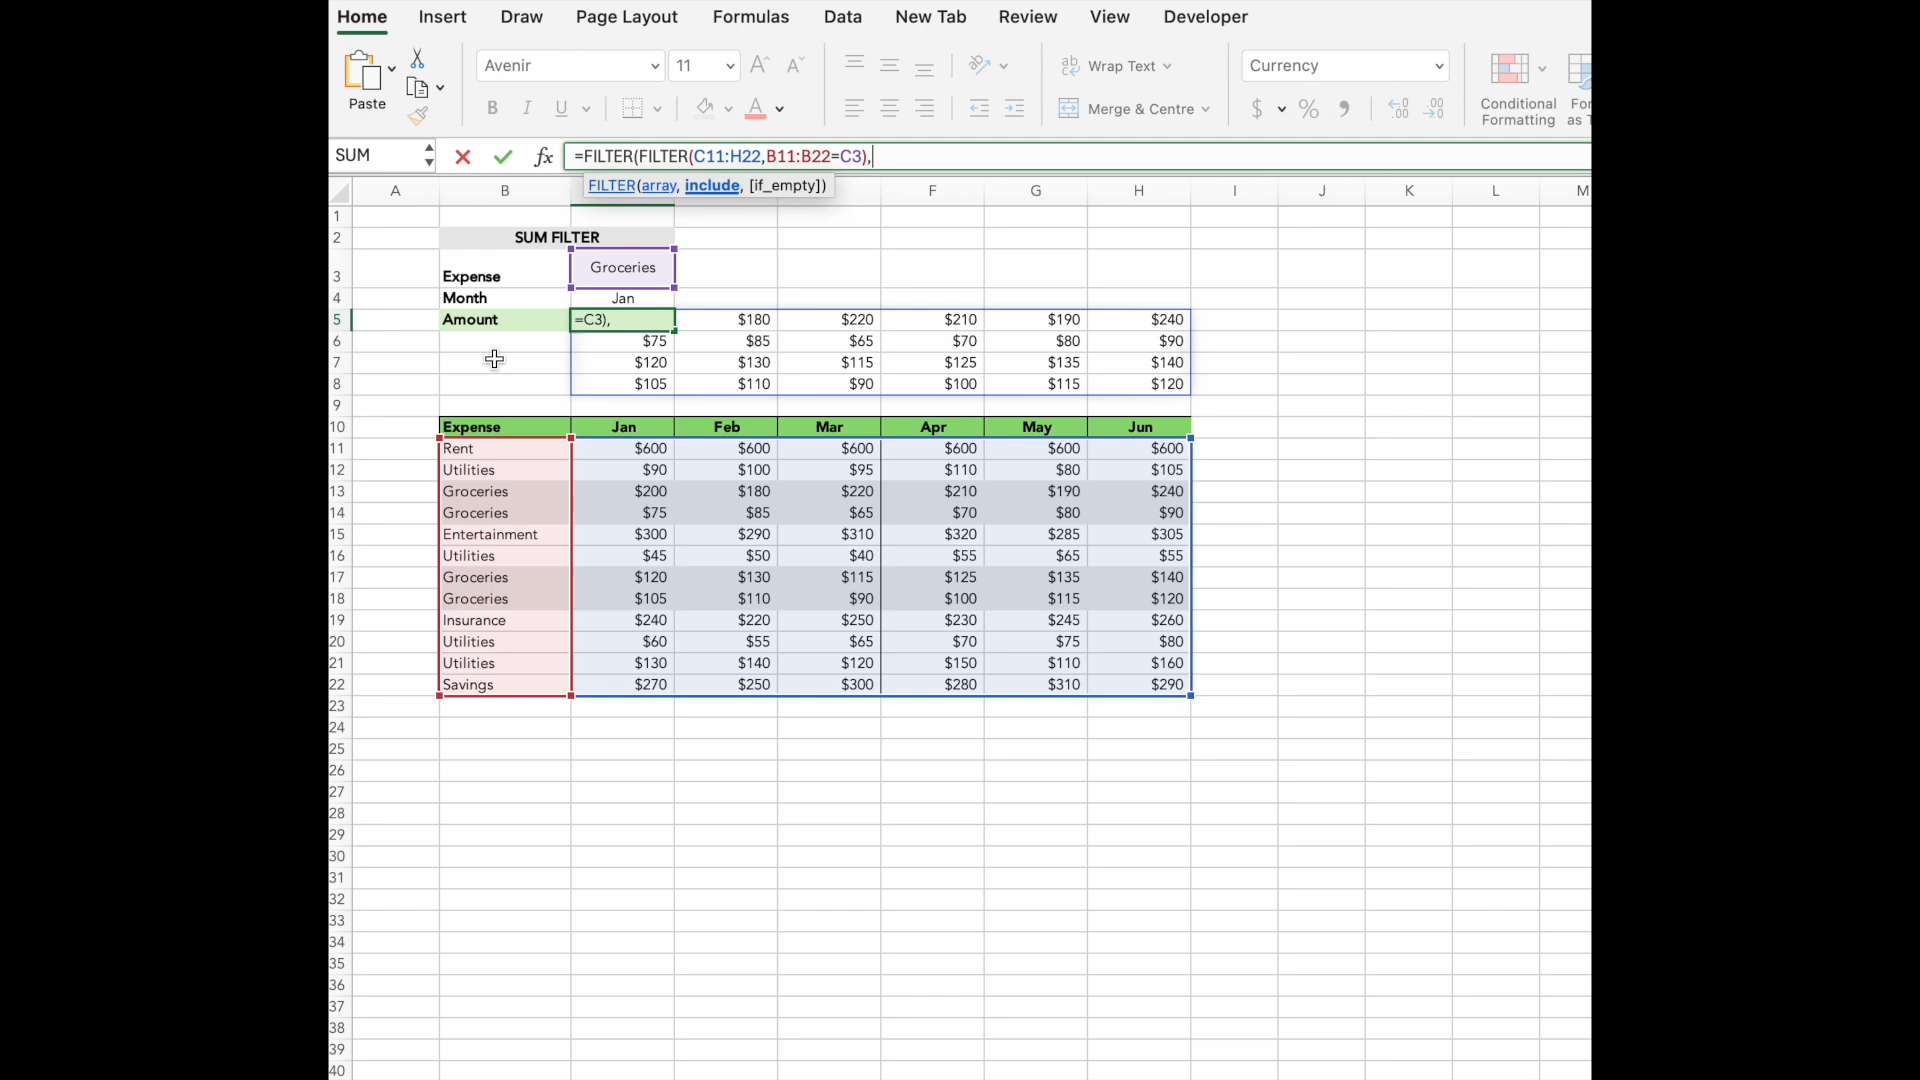 Home Insert Draw Page Layout Formulas Data New Tab Review View Developer
Avenir 11 Wrap Text Currency
Paste B I U A Merge & Centre $ % Conditional Formatting
SUM fx =FILTER(FILTER(C11:H22,B11:B22=C3),
FILTER(array, include, [if_empty])
A B F G H I J K L M
1
2 SUM FILTER
3 Expense Groceries
4 Month Jan
5 Amount =C3), $180 $220 $210 $190 $240
6 $75 $85 $65 $70 $80 $90
7 $120 $130 $115 $125 $135 $140
8 $105 $110 $90 $100 $115 $120
9
10 Expense Jan Feb Mar Apr May Jun
11 Rent $600 $600 $600 $600 $600 $600
12 Utilities $90 $100 $95 $110 $80 $105
13 Groceries $200 $180 $220 $210 $190 $240
14 Groceries $75 $85 $65 $70 $80 $90
15 Entertainment $300 $290 $310 $320 $285 $305
16 Utilities $45 $50 $40 $55 $65 $55
17 Groceries $120 $130 $115 $125 $135 $140
18 Groceries $105 $110 $90 $100 $115 $120
19 Insurance $240 $220 $250 $230 $245 $260
20 Utilities $60 $55 $65 $70 $75 $80
21 Utilities $130 $140 $120 $150 $110 $160
22 Savings $270 $250 $300 $280 $310 $290
23
24
25
26
27
28
29
30
31
32
33
34
35
36
37
38
39
40